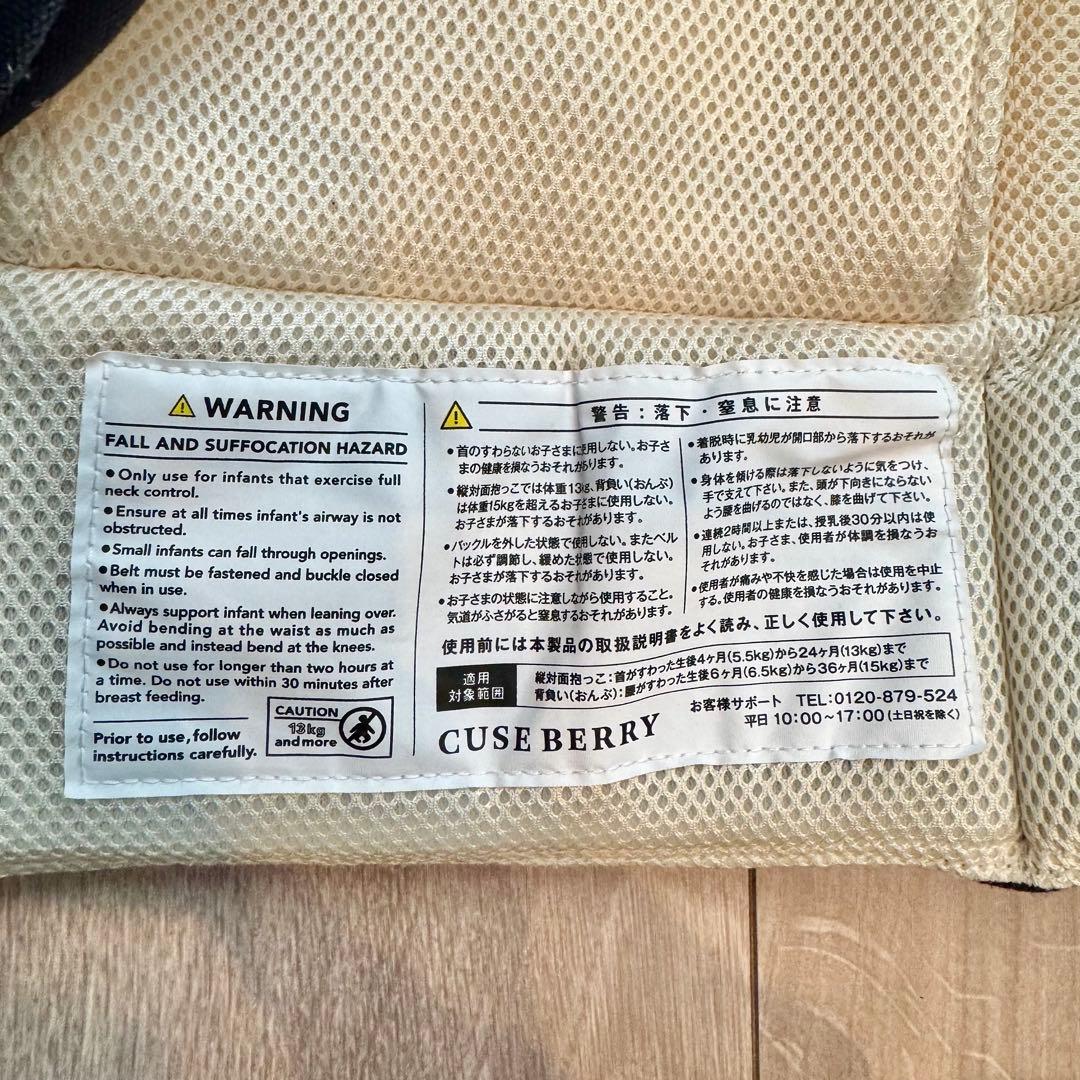 WARNING
FALL AND SUFFOCATION HAZARD
●Only use for infants that exercise full
neck control.
●Ensure at all times infant's airway is not
obstructed.
●Small infants can fall through openings.
●Belt must be fastened and buckle closed
when in use.
●Always support infant when leaning over.
Avoid bending at the waist as much as
possible and instead bend at the knees.
●Do not use for longer than two hours at
a time. Do not use within 30 minutes after
breast feeding.
Prior to use, follow
instructions carefully.
CAUTION
13kg
and more
警告：落下・窒息に注意
●首のすわらないお子さまに使用しない。お子さ
まの健康を損なうおそれがあります。
●縦対面抱っこでは体重13kg、背負い(おんぶ)
は体重15kgを超えるお子さまに使用しない。
お子さまが落下するおそれがあります。
●バックルを外した状態で使用しない。またベル
トは必ず調節し、緩めた状態で使用しない。
お子さまが落下するおそれがあります。
●お子さまの状態に注意しながら使用すること。
気道がふさがると窒息するおそれがあります。
●着脱時に乳幼児が開口部から落下するおそれが
あります。
●身体を傾ける際は落下しないように気をつけ、
手で支えて下さい。また、頭が下向きにならない
よう腰を曲げるのではなく、膝を曲げて下さい。
●連続2時間以上または、授乳後30分以内は使
用しない。お子さま、使用者が体調を損なうお
それがあります。
●使用者が痛みや不快を感じた場合は使用を中止
する。使用者の健康を損なうおそれがあります。
使用前には本製品の取扱説明書をよく読み、正しく使用して下さい。
適用
対象範囲
縦対面抱っこ：首がすわった生後4ヶ月(5.5kg)から24ヶ月(13kg)まで
背負い(おんぶ)：腰がすわった生後6ヶ月(6.5kg)から36ヶ月(15kg)まで
CUSE BERRY
お客様サポート TEL:0120-879-524
平日 10:00〜17:00(土日祝を除く)